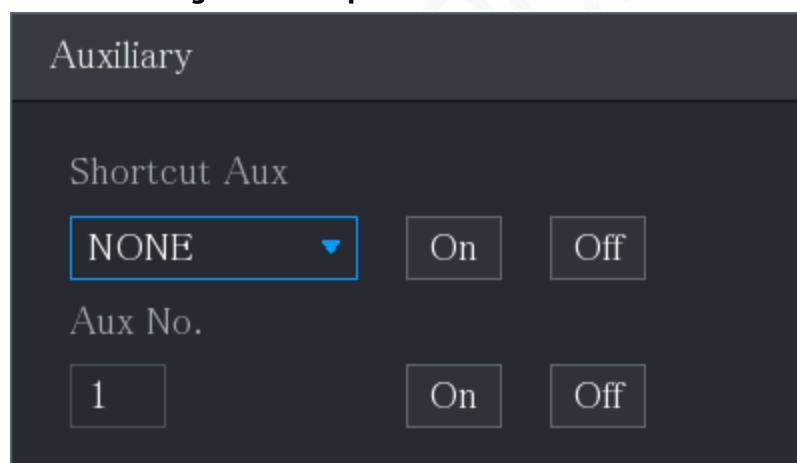 Auxiliary
Shortcut Aux
NONE On Off
Aux No.
1 On Off